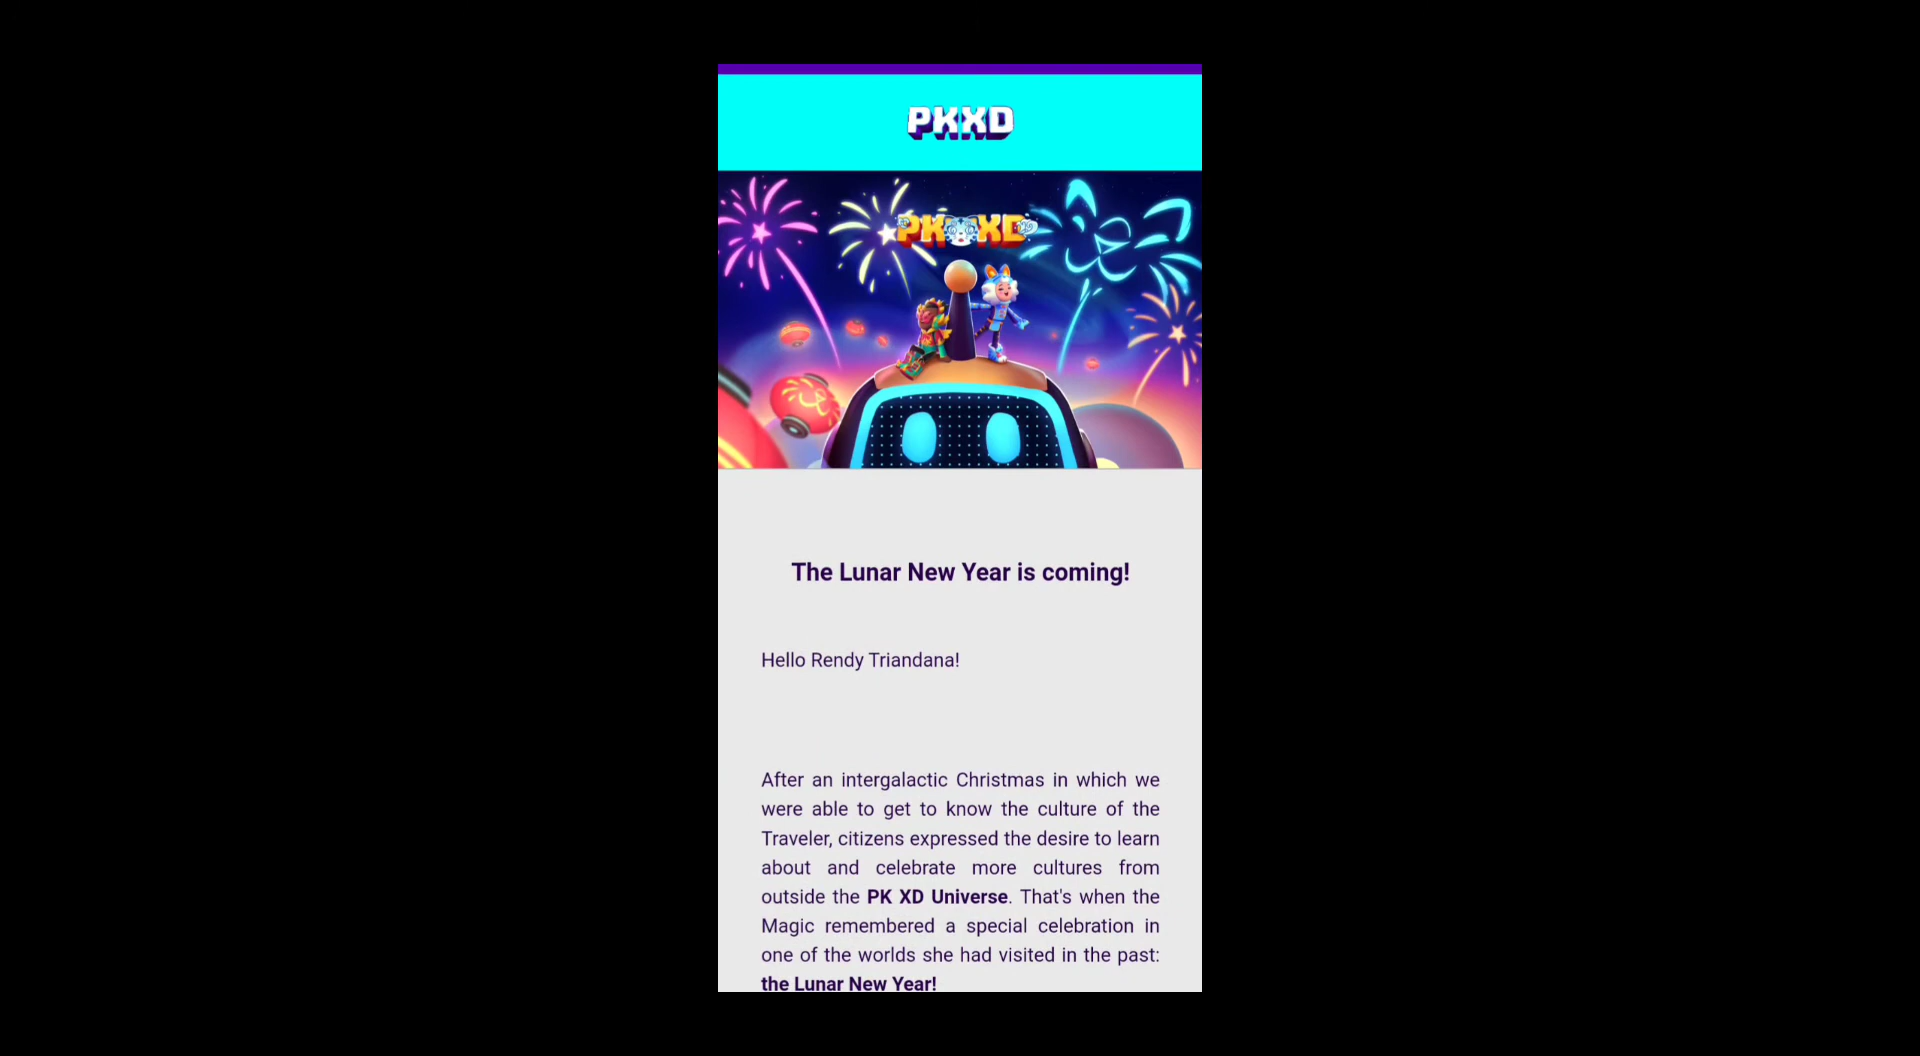 PKXD
PKXD
The Lunar New Year is coming!
Hello Rendy Triandana!
After an intergalactic Christmas in which we
were able to get to know the culture of the
Traveler, citizens expressed the desire to learn
about and celebrate more cultures from
outside the PK XD Universe. That's when the
Magic remembered a special celebration in
one of the worlds she had visited in the past:
the Lunar New Year!